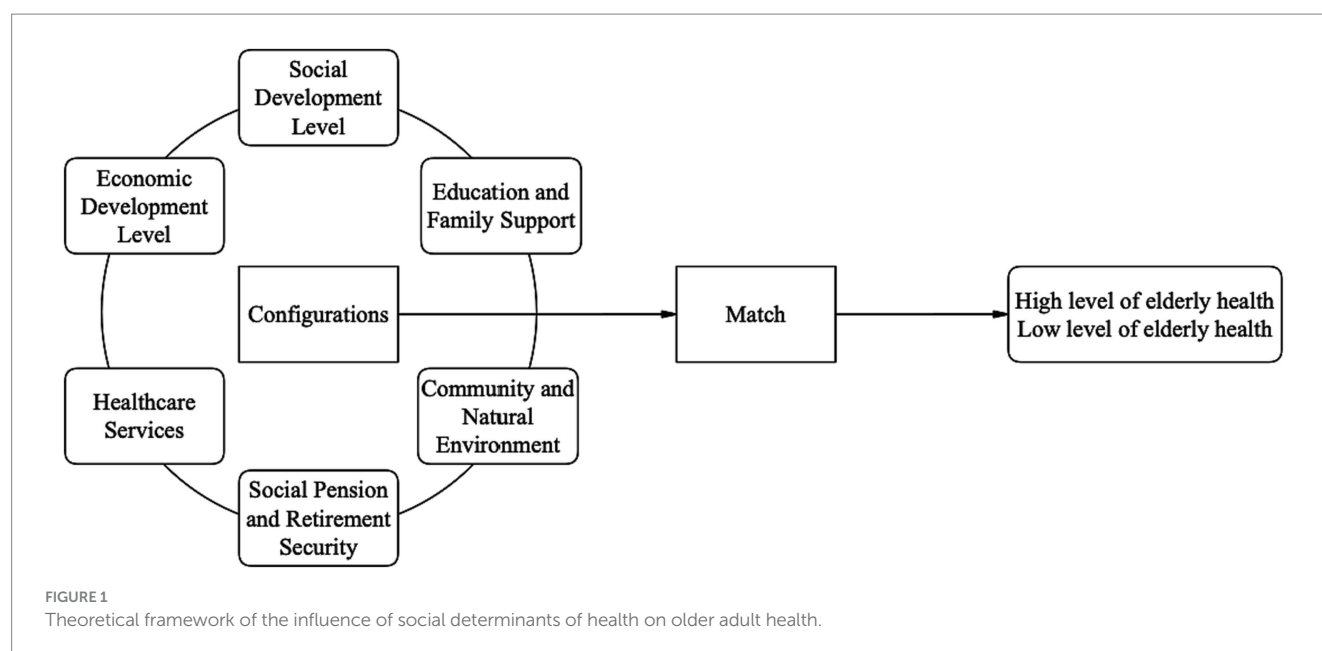 Social
Development
Level
Economic
Development
Level
Education and
Family Support
Configurations
Match
High level of elderly health
Low level of elderly health
Healthcare
Services
Community and
Natural
Environment
Social Pension
and Retirement
Security
FIGURE 1
Theoretical framework of the influence of social determinants of health on older adult health.